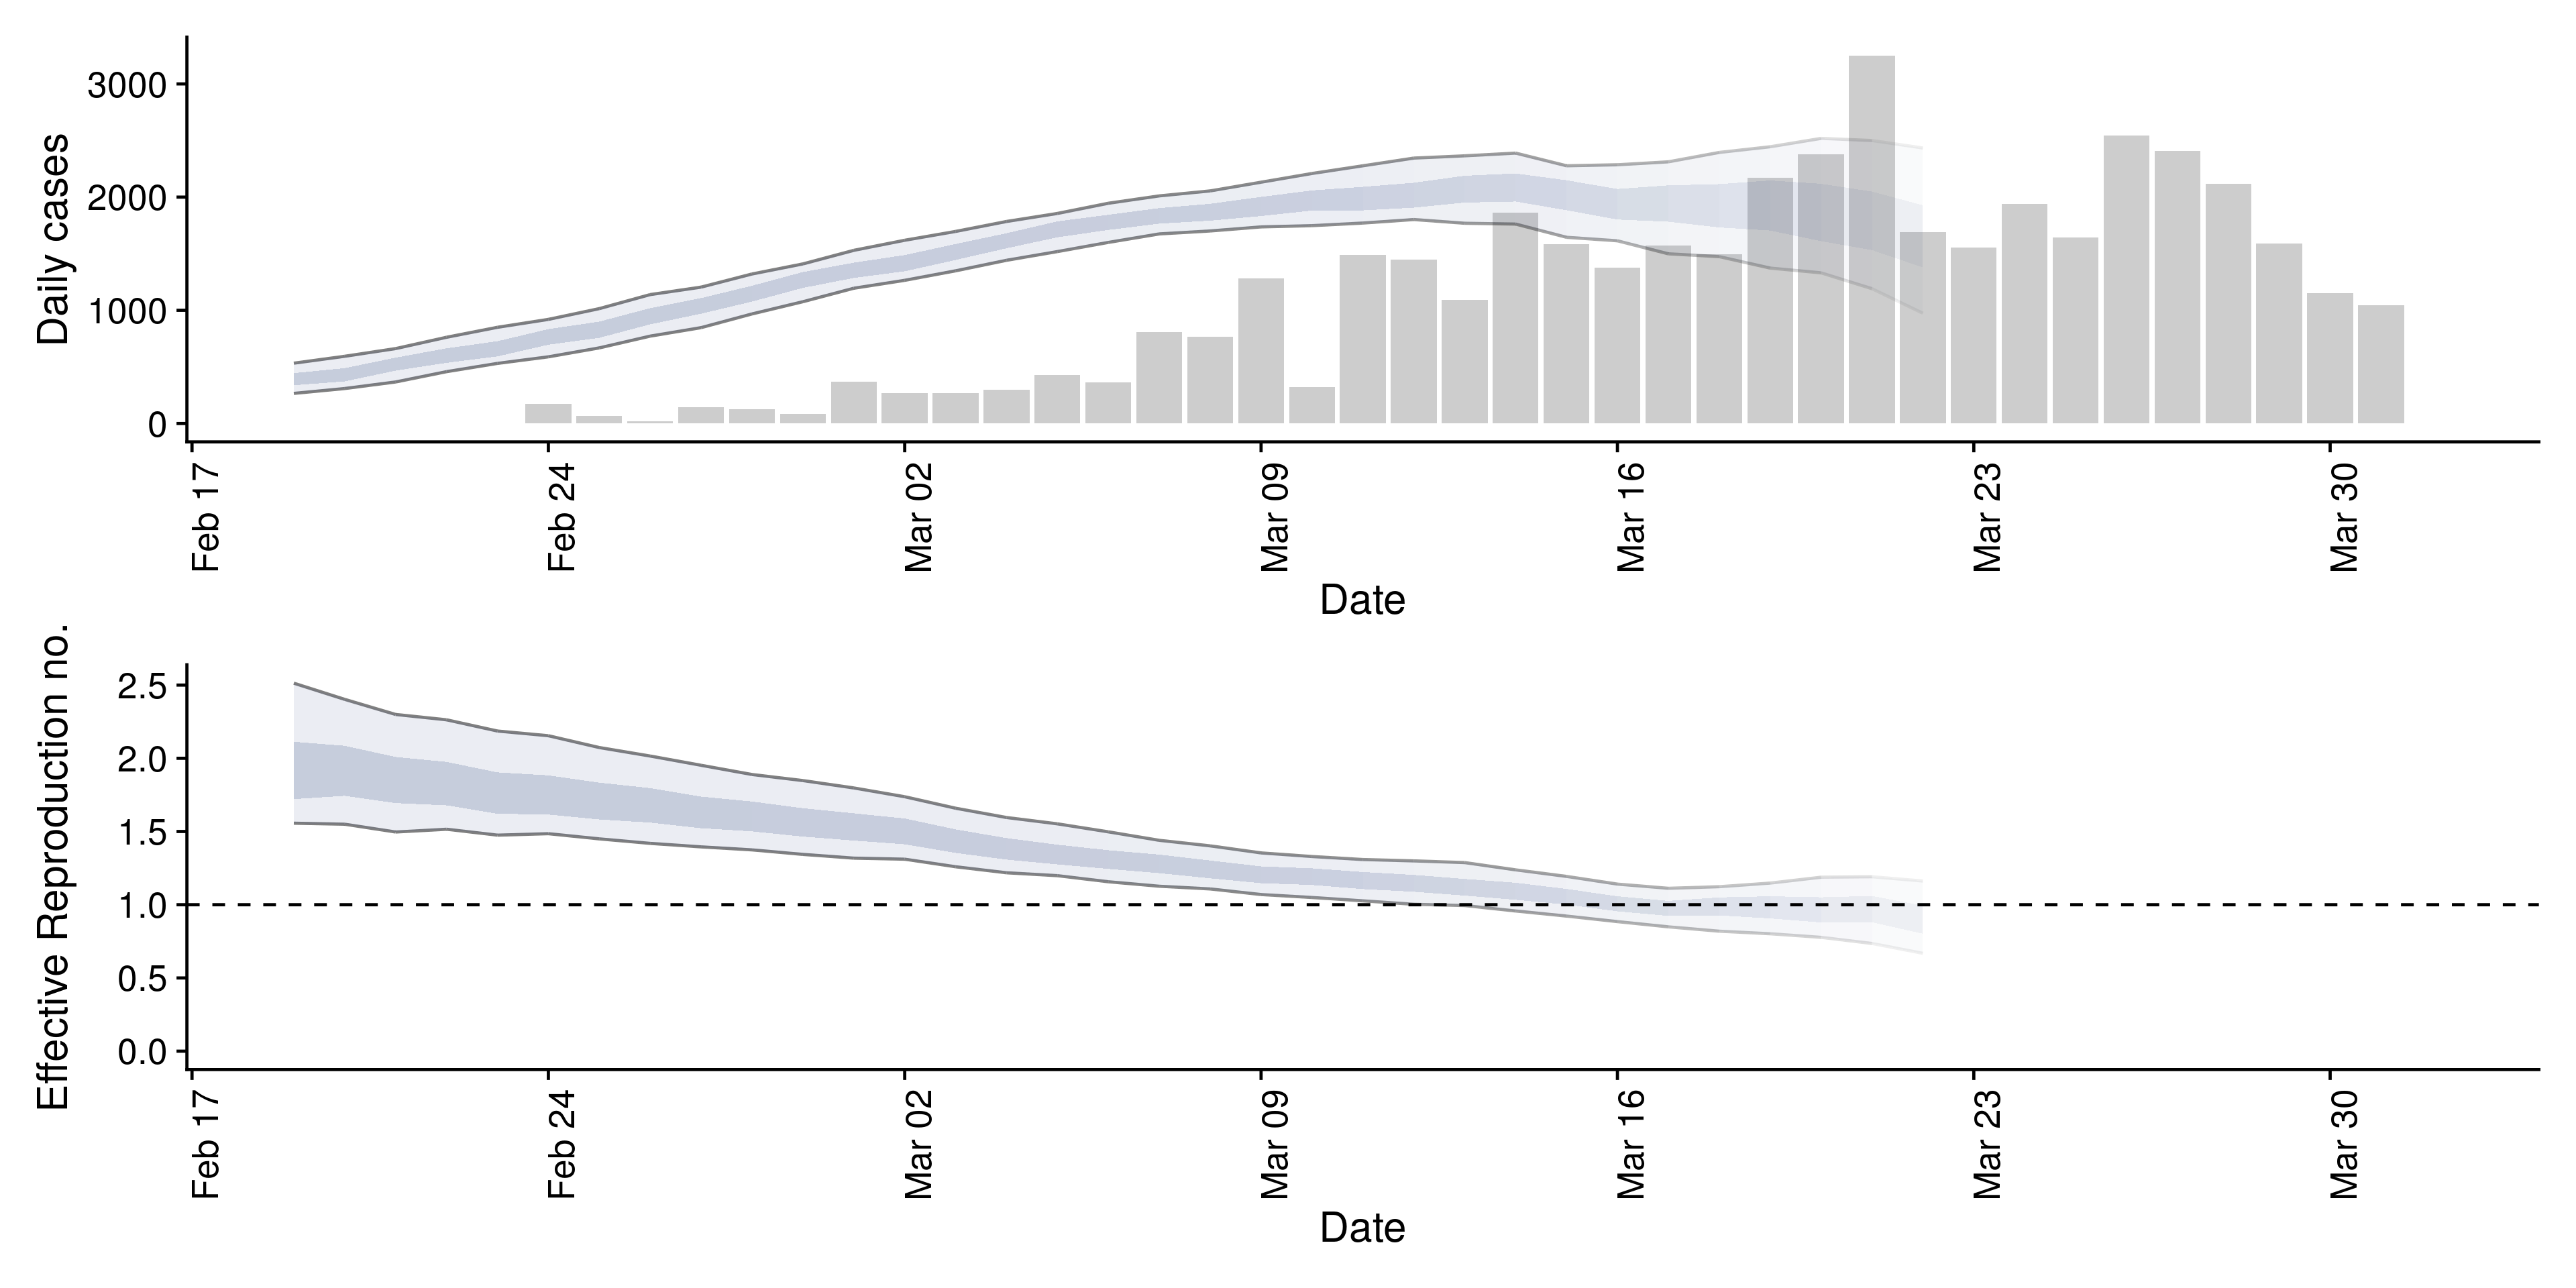 Daily cases
3000
2000
1000
0
Feb 17
Feb 24
Mar 02
Mar 09
Mar 16
Mar 23
Mar 30
Date
Effective Reproduction no.
2.5
2.0
1.5
1.0
0.5
0.0
Feb 17
Feb 24
Mar 02
Mar 09
Mar 16
Mar 23
Mar 30
Date